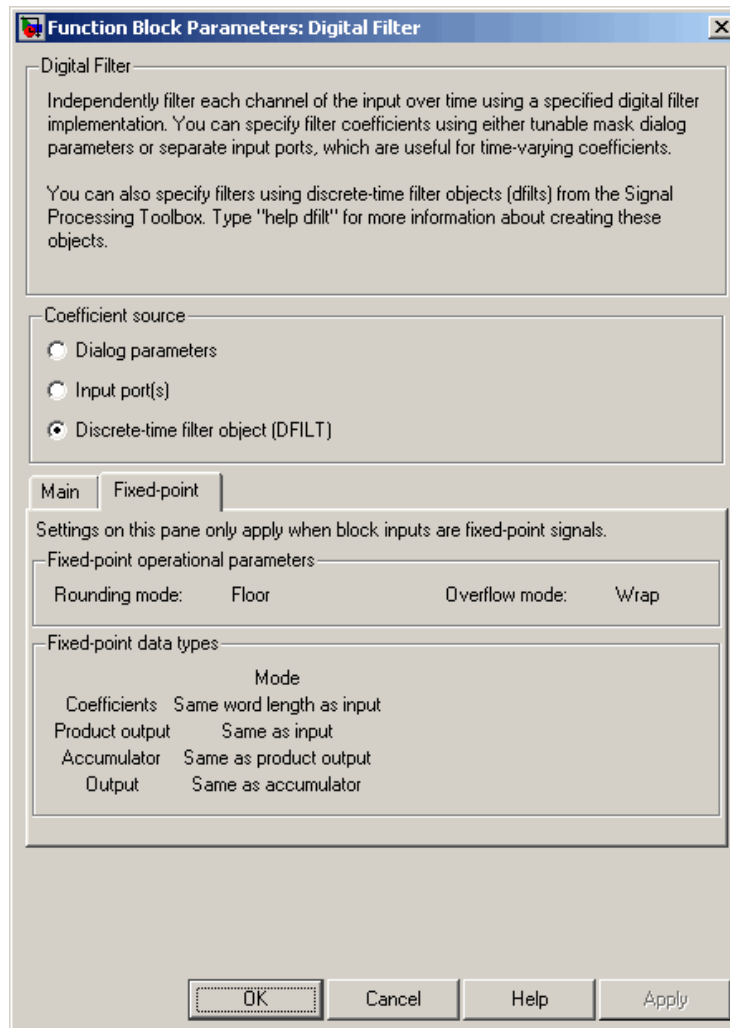 Function Block Parameters: Digital Filter
Digital Filter
Independently filter each channel of the input over time using a specified digital filter
implementation. You can specify filter coefficients using either tunable mask dialog
parameters or separate input ports, which are useful for time-varying coefficients.
You can also specify filters using discrete-time filter objects (dfilts) from the Signal
Processing Toolbox. Type "help dfilt" for more information about creating these
objects.
Coefficient source
Dialog parameters
Input port(s)
Discrete-time filter object (DFILT)
Main Fixed-point
Settings on this pane only apply when block inputs are fixed-point signals.
Fixed-point operational parameters
Rounding mode: Floor Overflow mode: Wrap
Fixed-point data types
Mode
Coefficients Same word length as input
Product output Same as input
Accumulator Same as product output
Output Same as accumulator
OK Cancel Help Apply